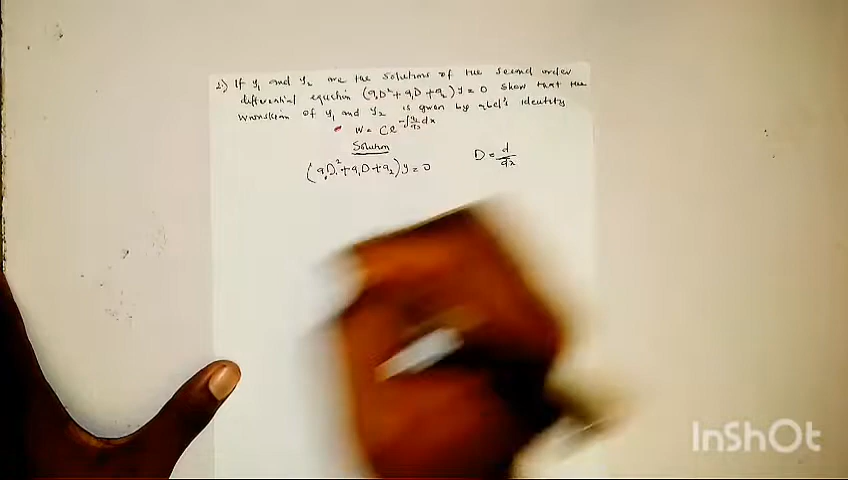 2.) If y₁ and y₂ are the solutions of the second order
differential equation (a₀D² + a₁D + a₂) y = 0 show that the
wronskian of y₁ and y₂ is given by abel's identity
W = C e^-∫ a₁/a₀ dx
Solution
(a₀D² + a₁D + a₂) y = 0 D = d/dx
InShOt